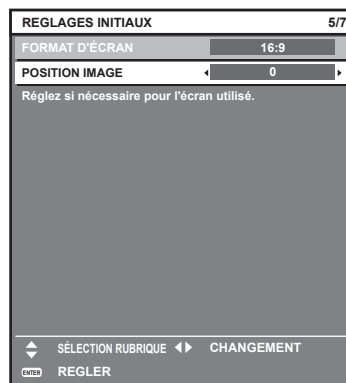 REGLAGES INITIAUX 5/7
FORMAT D'ÉCRAN 16:9
POSITION IMAGE 0
Réglez si nécessaire pour l'écran utilisé.
SÉLECTION RUBRIQUE CHANGEMENT
ENTER REGLER